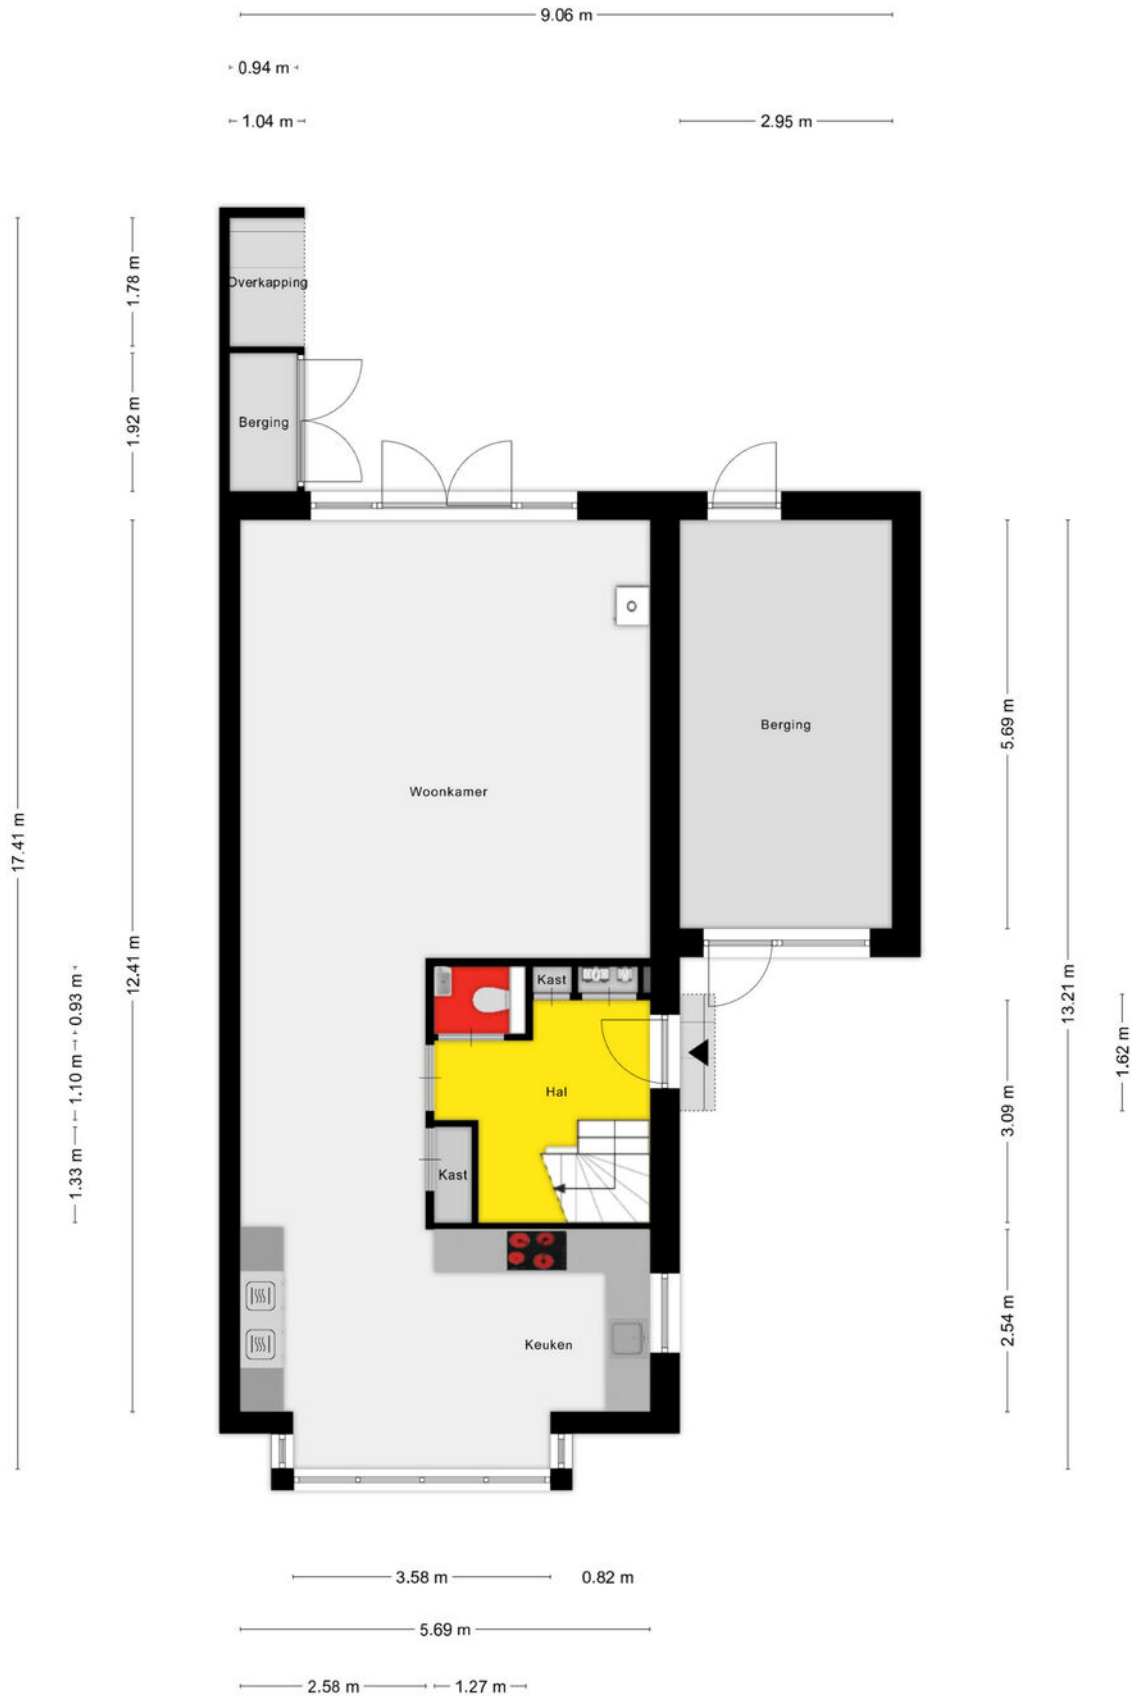 9.06 m
0.94 m
1.04 m
2.95 m
Overkapping
1.78 m
Berging
1.92 m
5.69 m
Berging
Woonkamer
17.41 m
12.41 m
13.21 m
0.93 m
Kast
1.62 m
1.10 m
Hal
3.09 m
1.33 m
Kast
2.54 m
Keuken
3.58 m
0.82 m
5.69 m
2.58 m
1.27 m